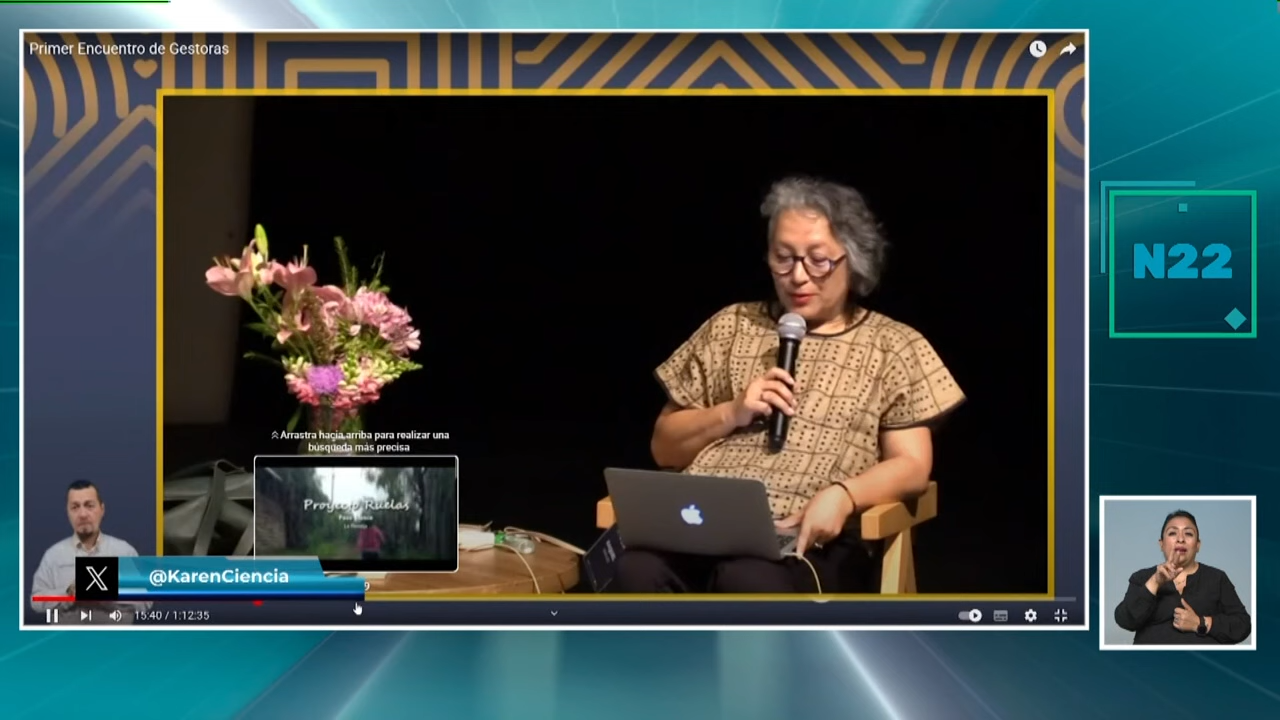 Primer Encuentro de Gestoras
N22
Arrastra hacia arriba para realizar una
búsqueda más precisa
Proyecto Ruelas
@KarenCiencia
9
15:40 / 1:12:35